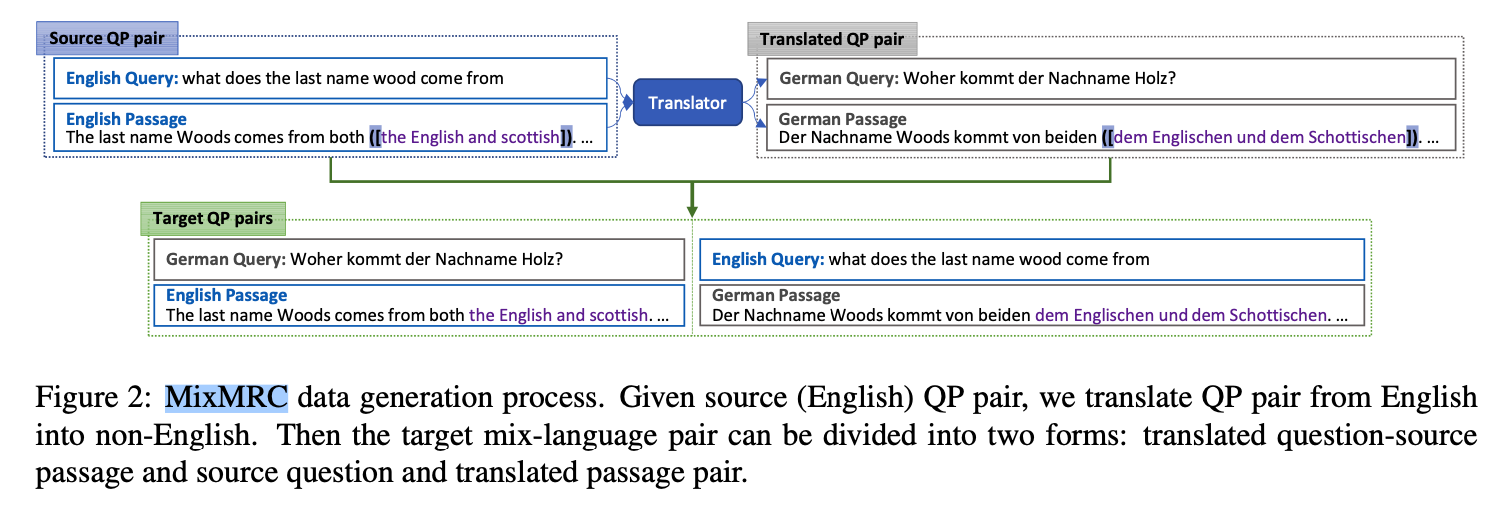 Source QP pair
English Query: what does the last name wood come from
English Passage
The last name Woods comes from both ([the English and scottish]). ...
Translator
Translated QP pair
German Query: Woher kommt der Nachname Holz?
German Passage
Der Nachname Woods kommt von beiden ([dem Englischen und dem Schottischen]). ...
Target QP pairs
German Query: Woher kommt der Nachname Holz?
English Passage
The last name Woods comes from both the English and scottish. ...
English Query: what does the last name wood come from
German Passage
Der Nachname Woods kommt von beiden dem Englischen und dem Schottischen. ...
Figure 2: MixMRC data generation process. Given source (English) QP pair, we translate QP pair from English
into non-English. Then the target mix-language pair can be divided into two forms: translated question-source
passage and source question and translated passage pair.